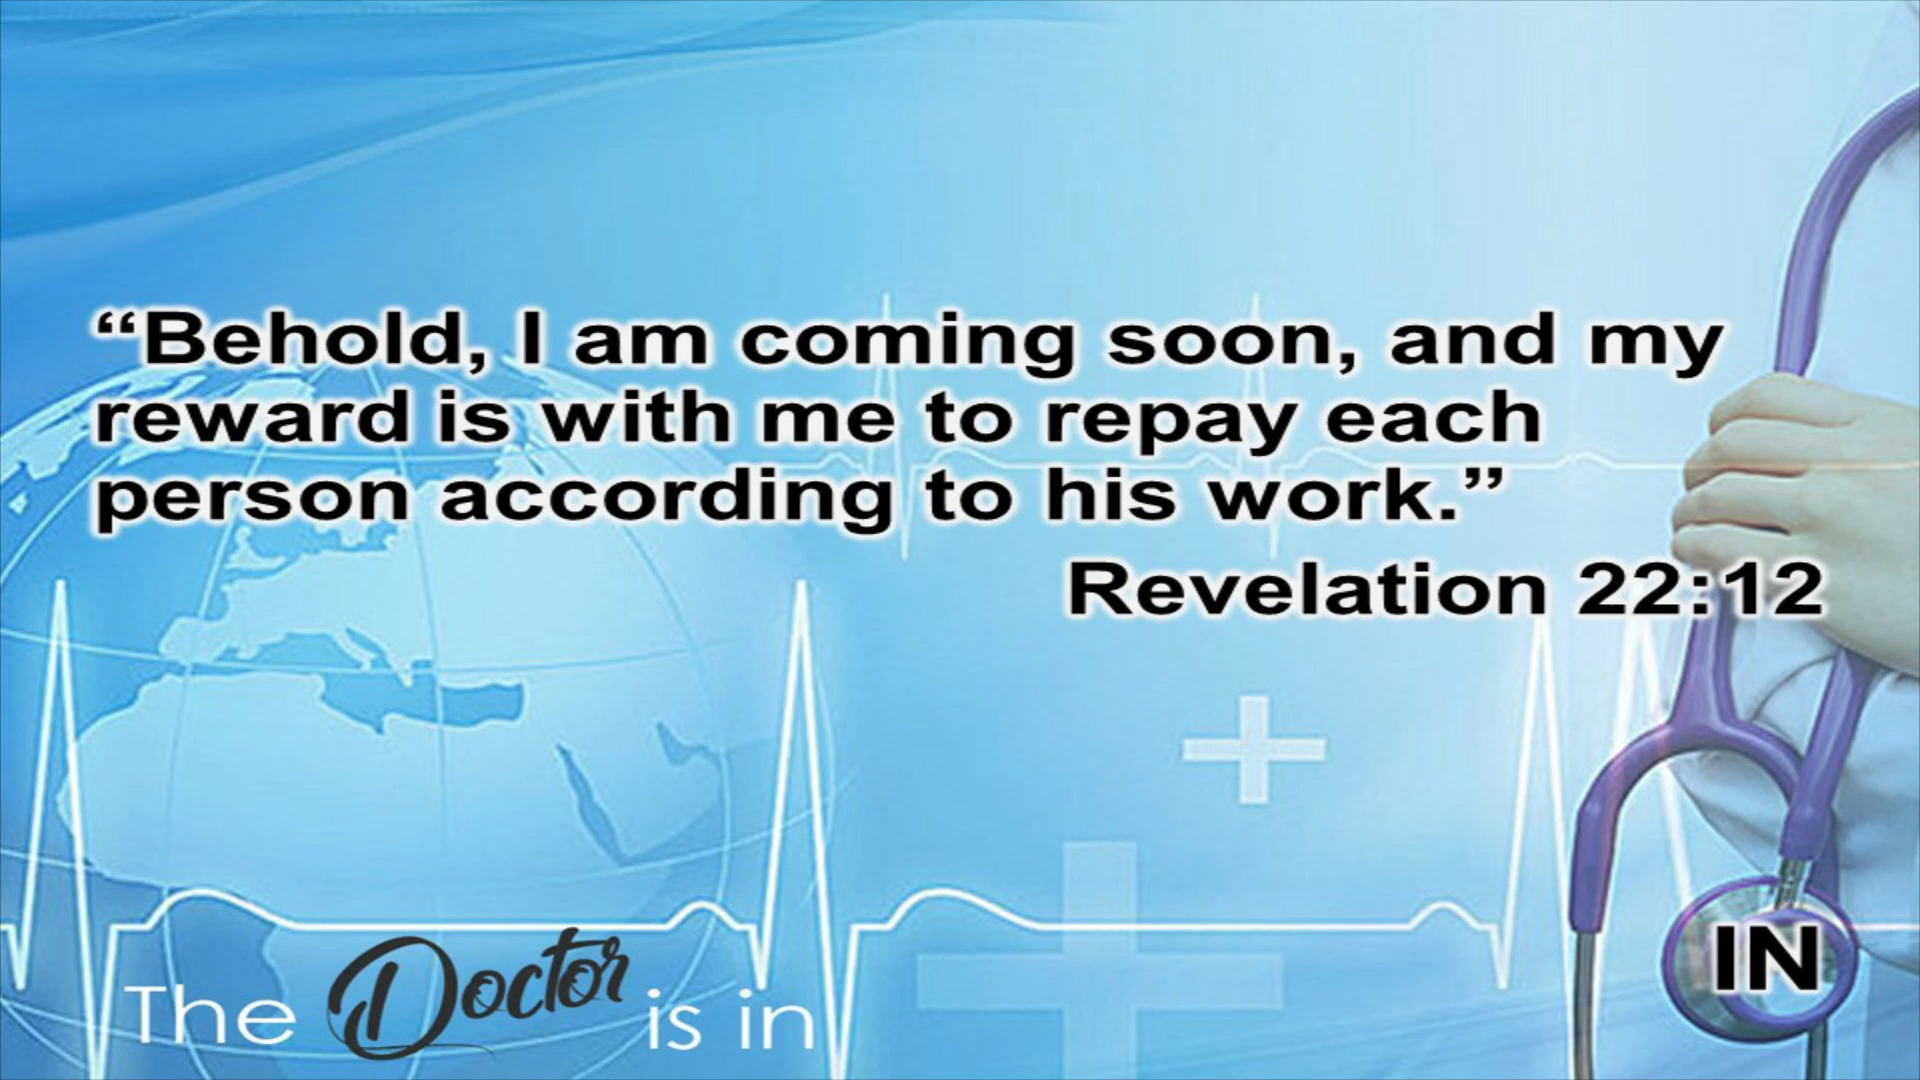 “Behold, I am coming soon, and my
reward is with me to repay each
person according to his work.”
Revelation 22:12
IN
The Doctor is in